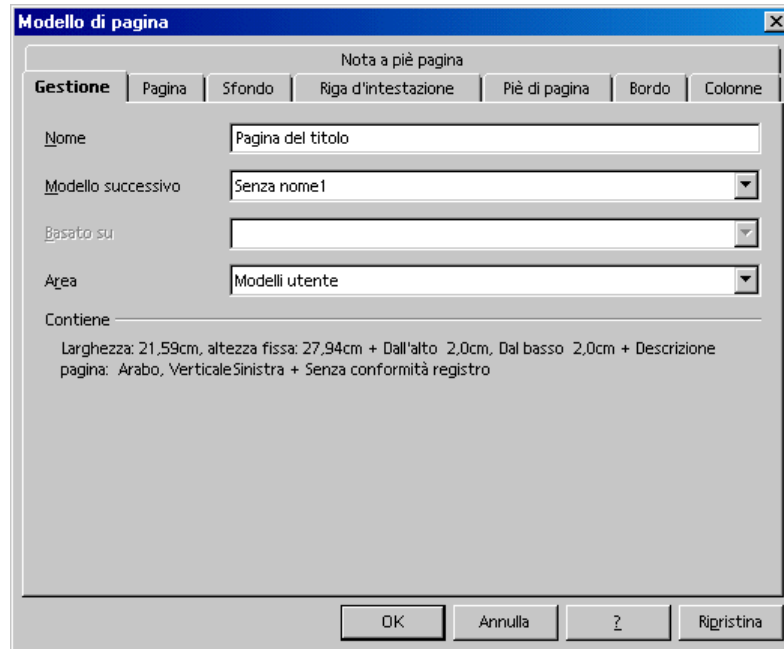 Modello di pagina
Nota a piè pagina
Gestione Pagina Sfondo Riga d'intestazione Piè di pagina Bordo Colonne
Nome Pagina del titolo
Modello successivo Senza nome1
Basato su
Area Modelli utente
Contiene
Larghezza: 21,59cm, altezza fissa: 27,94cm + Dall'alto 2,0cm, Dal basso 2,0cm + Descrizione
pagina: Arabo, VerticaleSinistra + Senza conformità registro
OK Annulla ? Ripristina